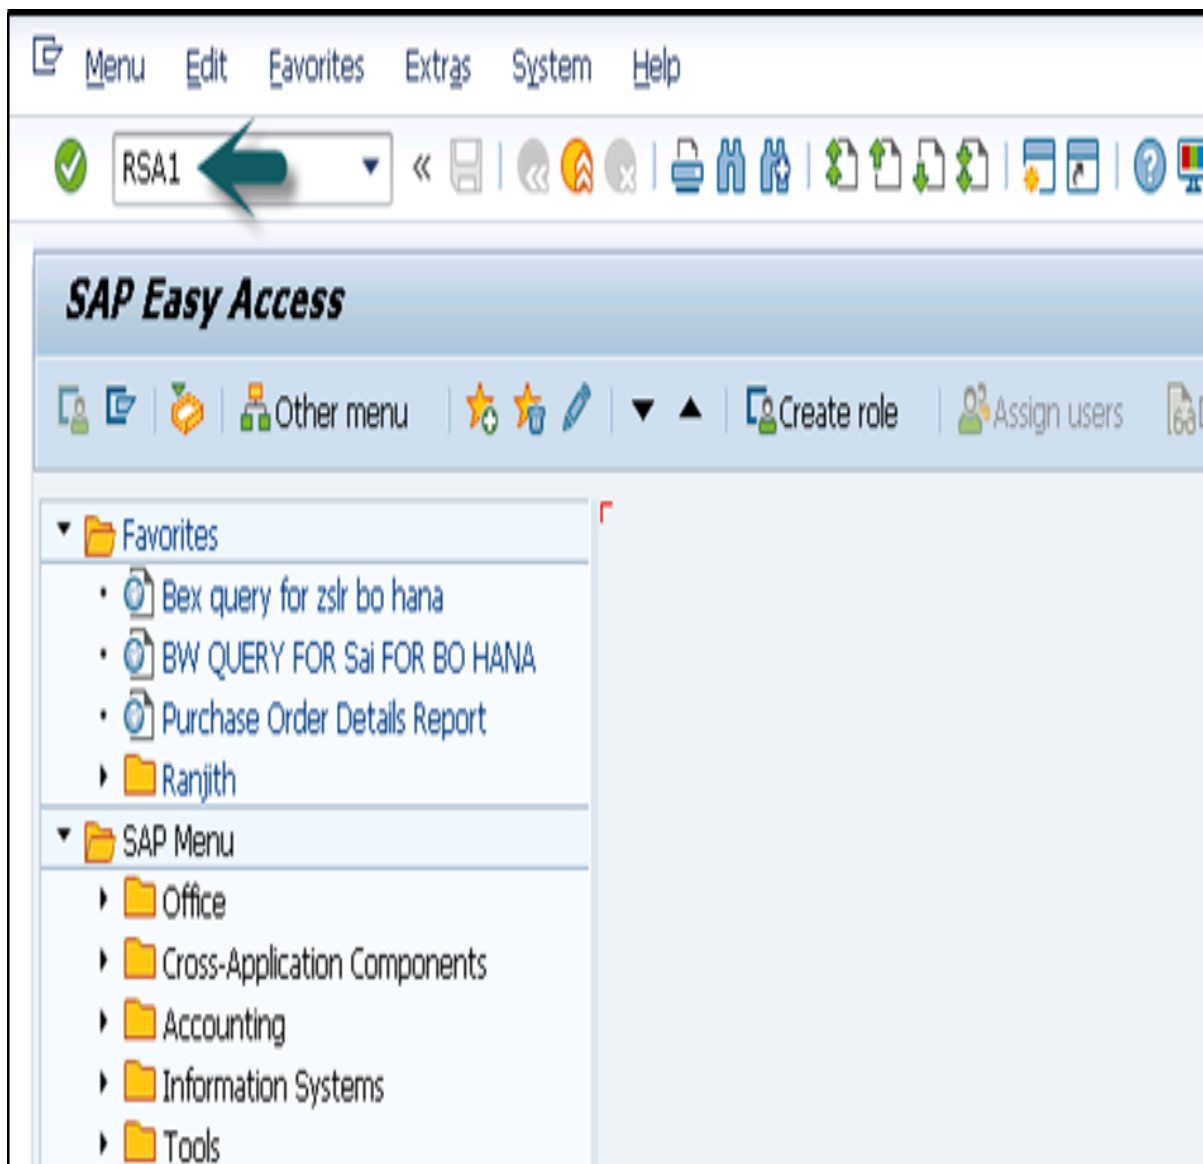 Menu Edit Favorites Extras System Help
RSA1
SAP Easy Access
Other menu Create role Assign users
Favorites
Bex query for zslr bo hana
BW QUERY FOR Sai FOR BO HANA
Purchase Order Details Report
Ranjith
SAP Menu
Office
Cross-Application Components
Accounting
Information Systems
Tools